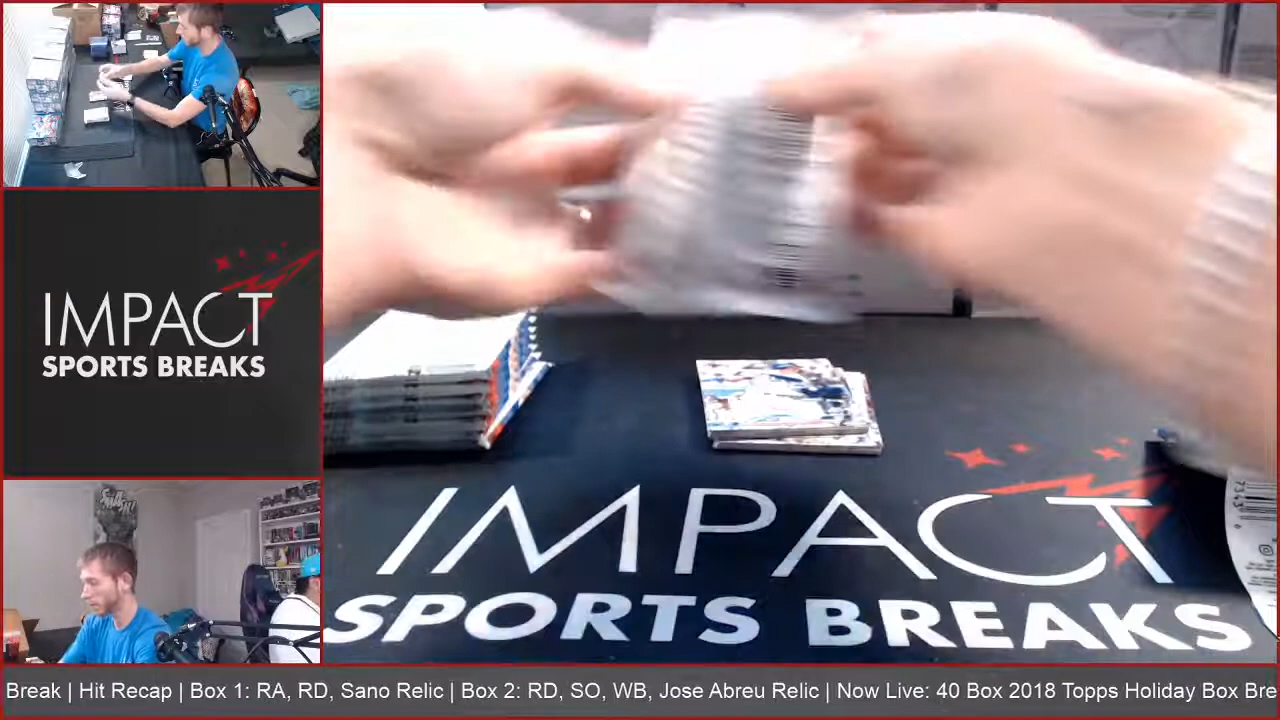 IMPACT
SPORTS BREAKS
IMPACT
SPORTS BREAKS
Break | Hit Recap | Box 1: RA, RD, Sano Relic | Box 2: RD, SO, WB, Jose Abreu Relic | Now Live: 40 Box 2018 Topps Holiday Box Bre